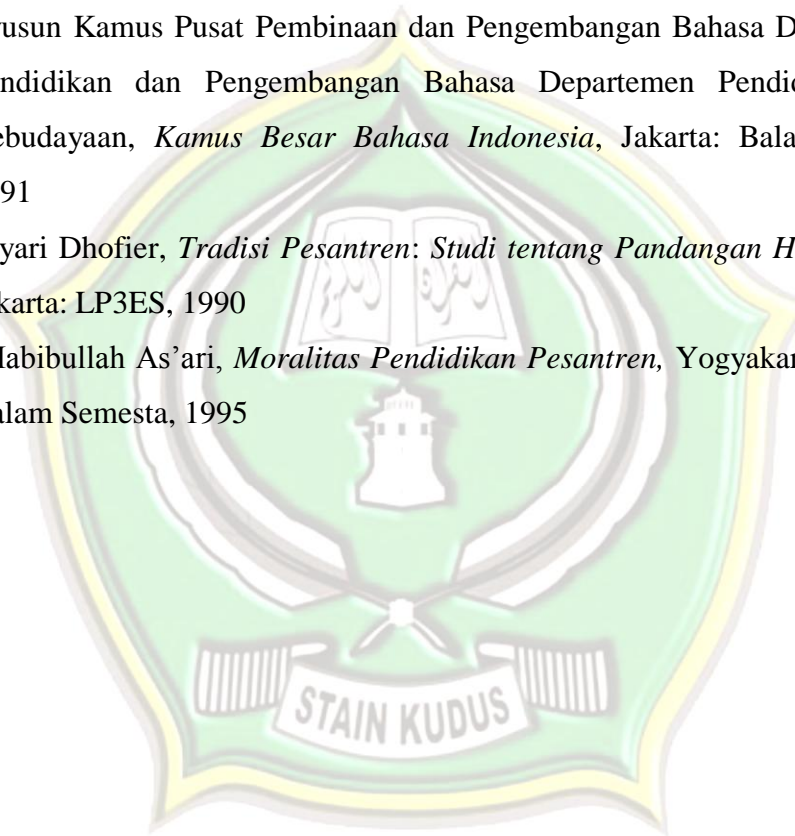 usun Kamus Pusat Pembinaan dan Pengembangan Bahasa D
ndidikan dan Pengembangan Bahasa Departemen Pendid
ebudayaan, Kamus Besar Bahasa Indonesia, Jakarta: Bala
91
yari Dhofier, Tradisi Pesantren: Studi tentang Pandangan H
karta: LP3ES, 1990
Habibullah As’ari, Moralitas Pendidikan Pesantren, Yogyakar
alam Semesta, 1995
STAIN KUDUS